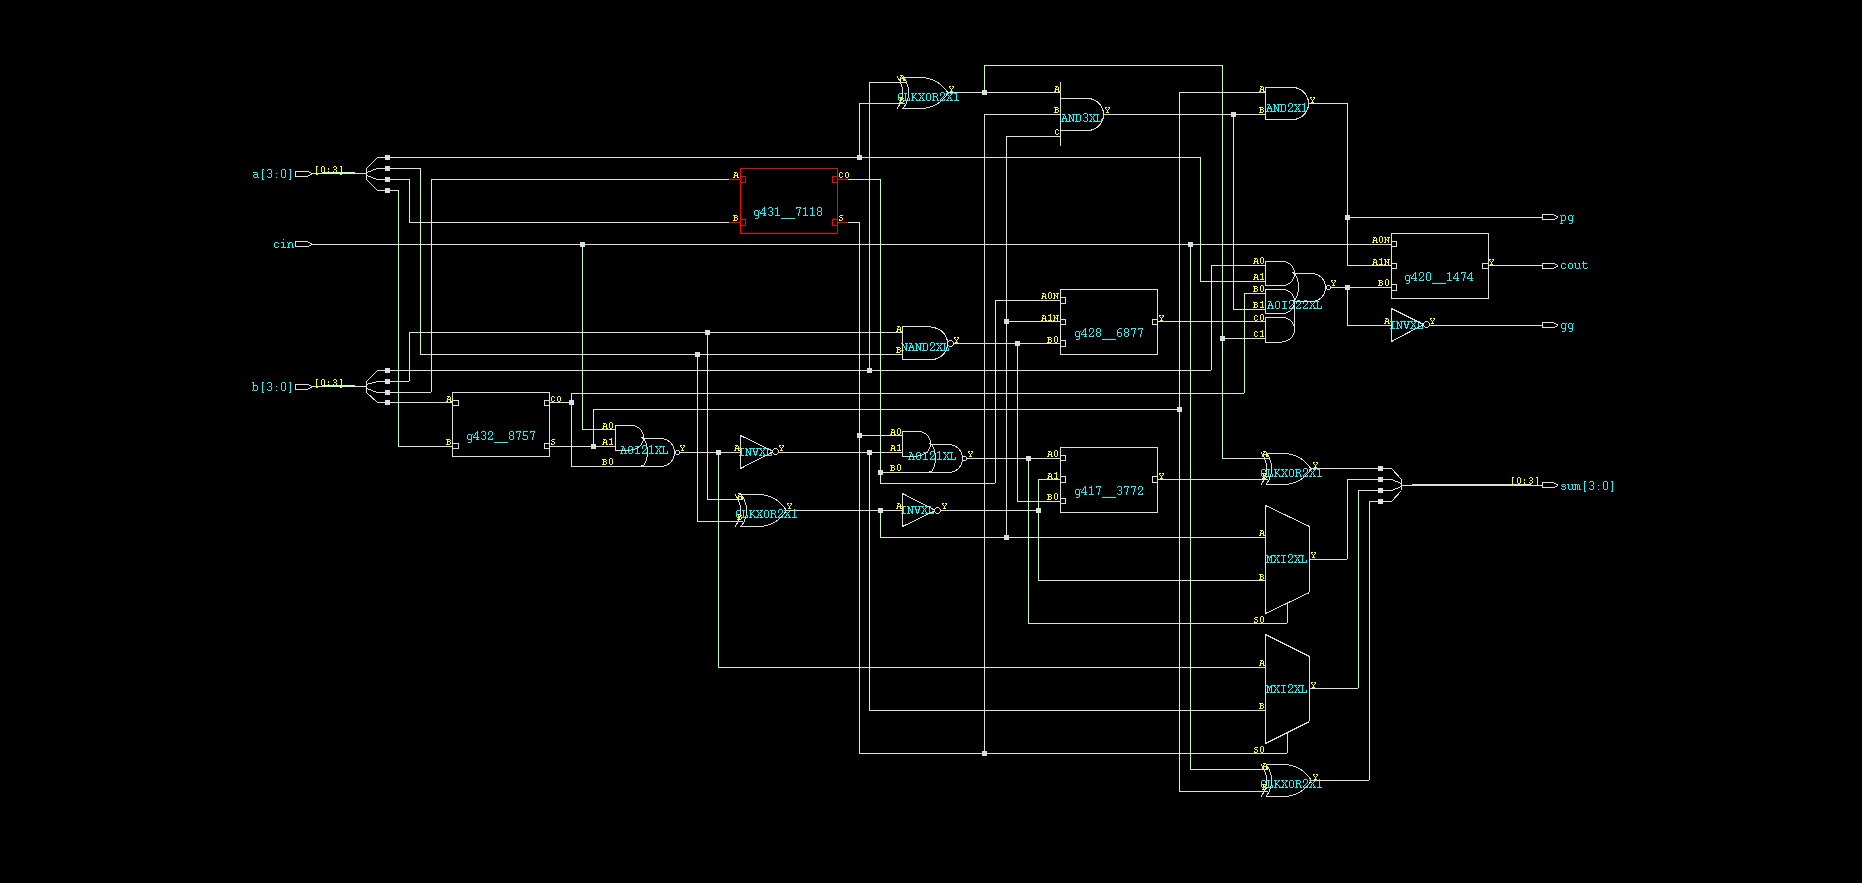 A
Y
CLKXOR2X1
B
A
B
C
AND3XL
Y
A
B
AND2X1
Y
a[3:0]
[0:3]
A
B
g431__7118
CO
S
pg
cin
A0N
A1N
B0
g420__1474
Y
cout
A0
A1
B0
B1
C0
C1
AOI222XL
Y
A
INVXL
Y
gg
A0N
A1N
B0
g428__6877
Y
A
B
NAND2XL
Y
b[3:0]
[0:3]
A
B
g432__8757
CO
S
A0
A1
B0
AOI21XL
Y
A
INVXL
Y
A0
A1
B0
AOI21XL
Y
A0
A1
B0
g417__3772
Y
A
B
CLKXOR2X1
Y
[0:3]
sum[3:0]
A
B
CLKXOR2X1
Y
A
INVXL
Y
A
B
S0
MXI2XL
Y
A
B
S0
MXI2XL
Y
A
B
CLKXOR2X1
Y